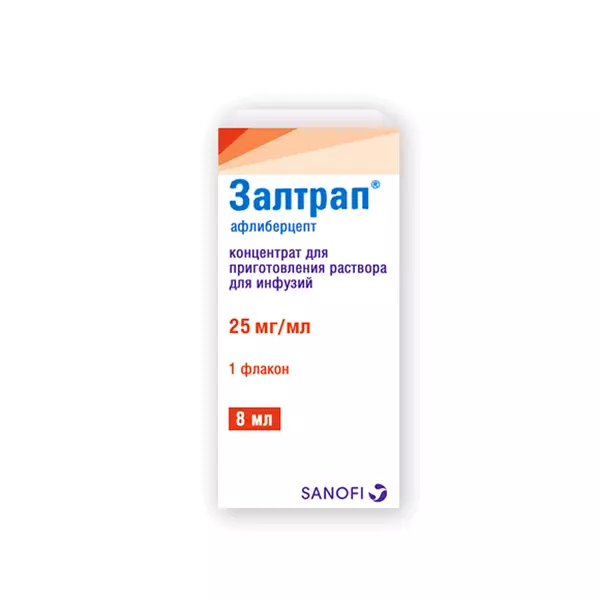 Залтрап®
афлиберцепт
концентрат для
приготовления раствора
для инфузий
25 мг/мл
1 флакон
8 мл
SANOFI